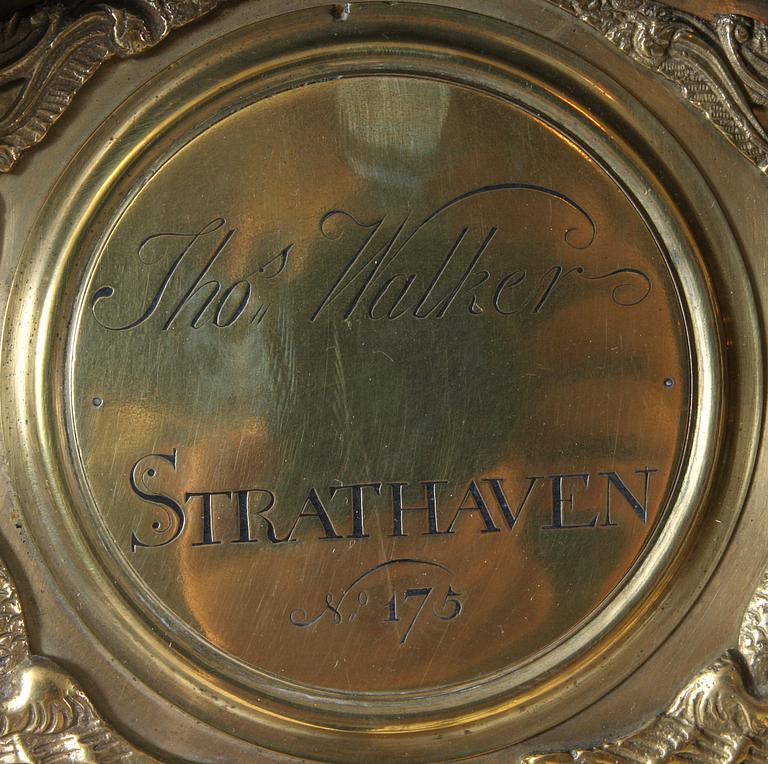 Thos Walker
STRATHAVEN
No 175